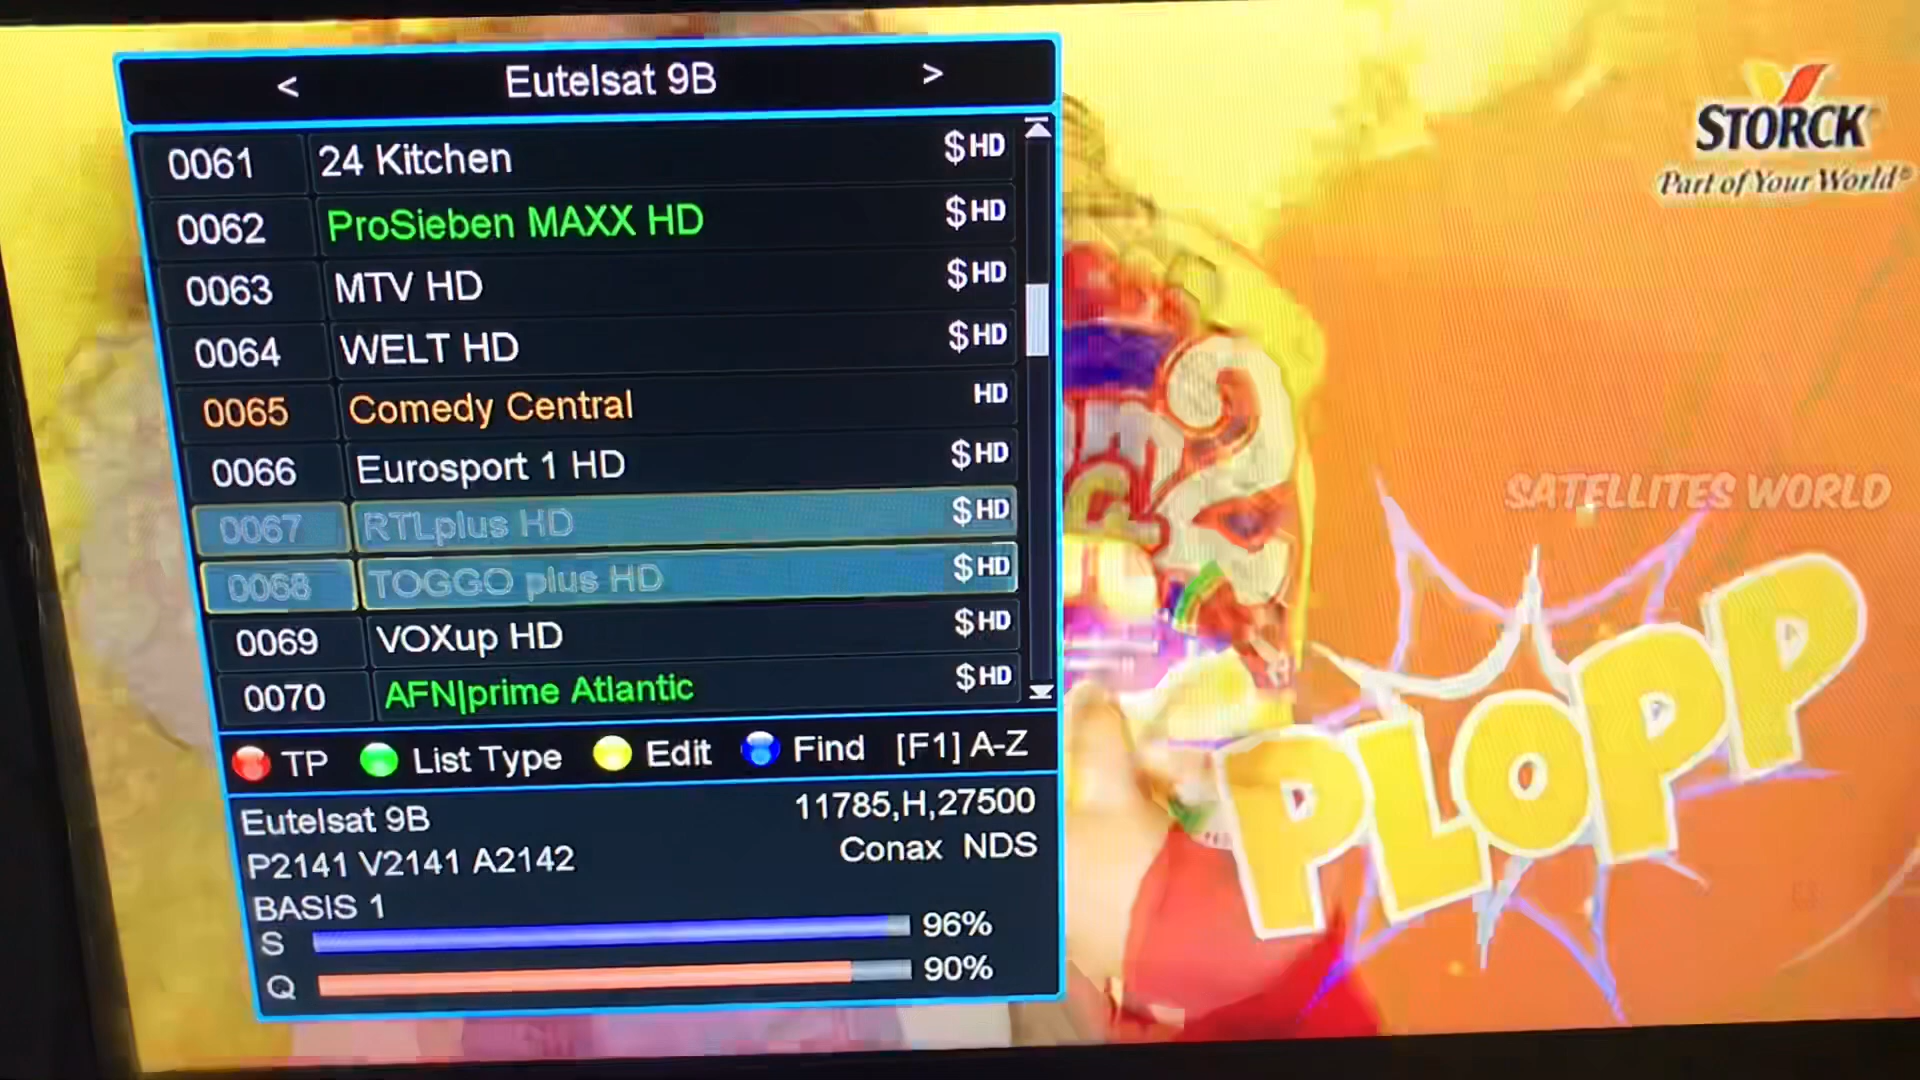 < Eutelsat 9B >
0061 24 Kitchen $HD
0062 ProSieben MAXX HD $HD
0063 MTV HD $HD
0064 WELT HD $HD
0065 Comedy Central HD
0066 Eurosport 1 HD $HD
0067 RTLplus HD $HD
0068 TOGGO plus HD $HD
0069 VOXup HD $HD
0070 AFN|prime Atlantic $HD
TP List Type Edit Find [F1] A-Z
Eutelsat 9B 11785,H,27500
P2141 V2141 A2142 Conax NDS
BASIS 1
S 96%
Q 90%
STORCK
Part of Your World®
SATELLITES WORLD
PLOPP